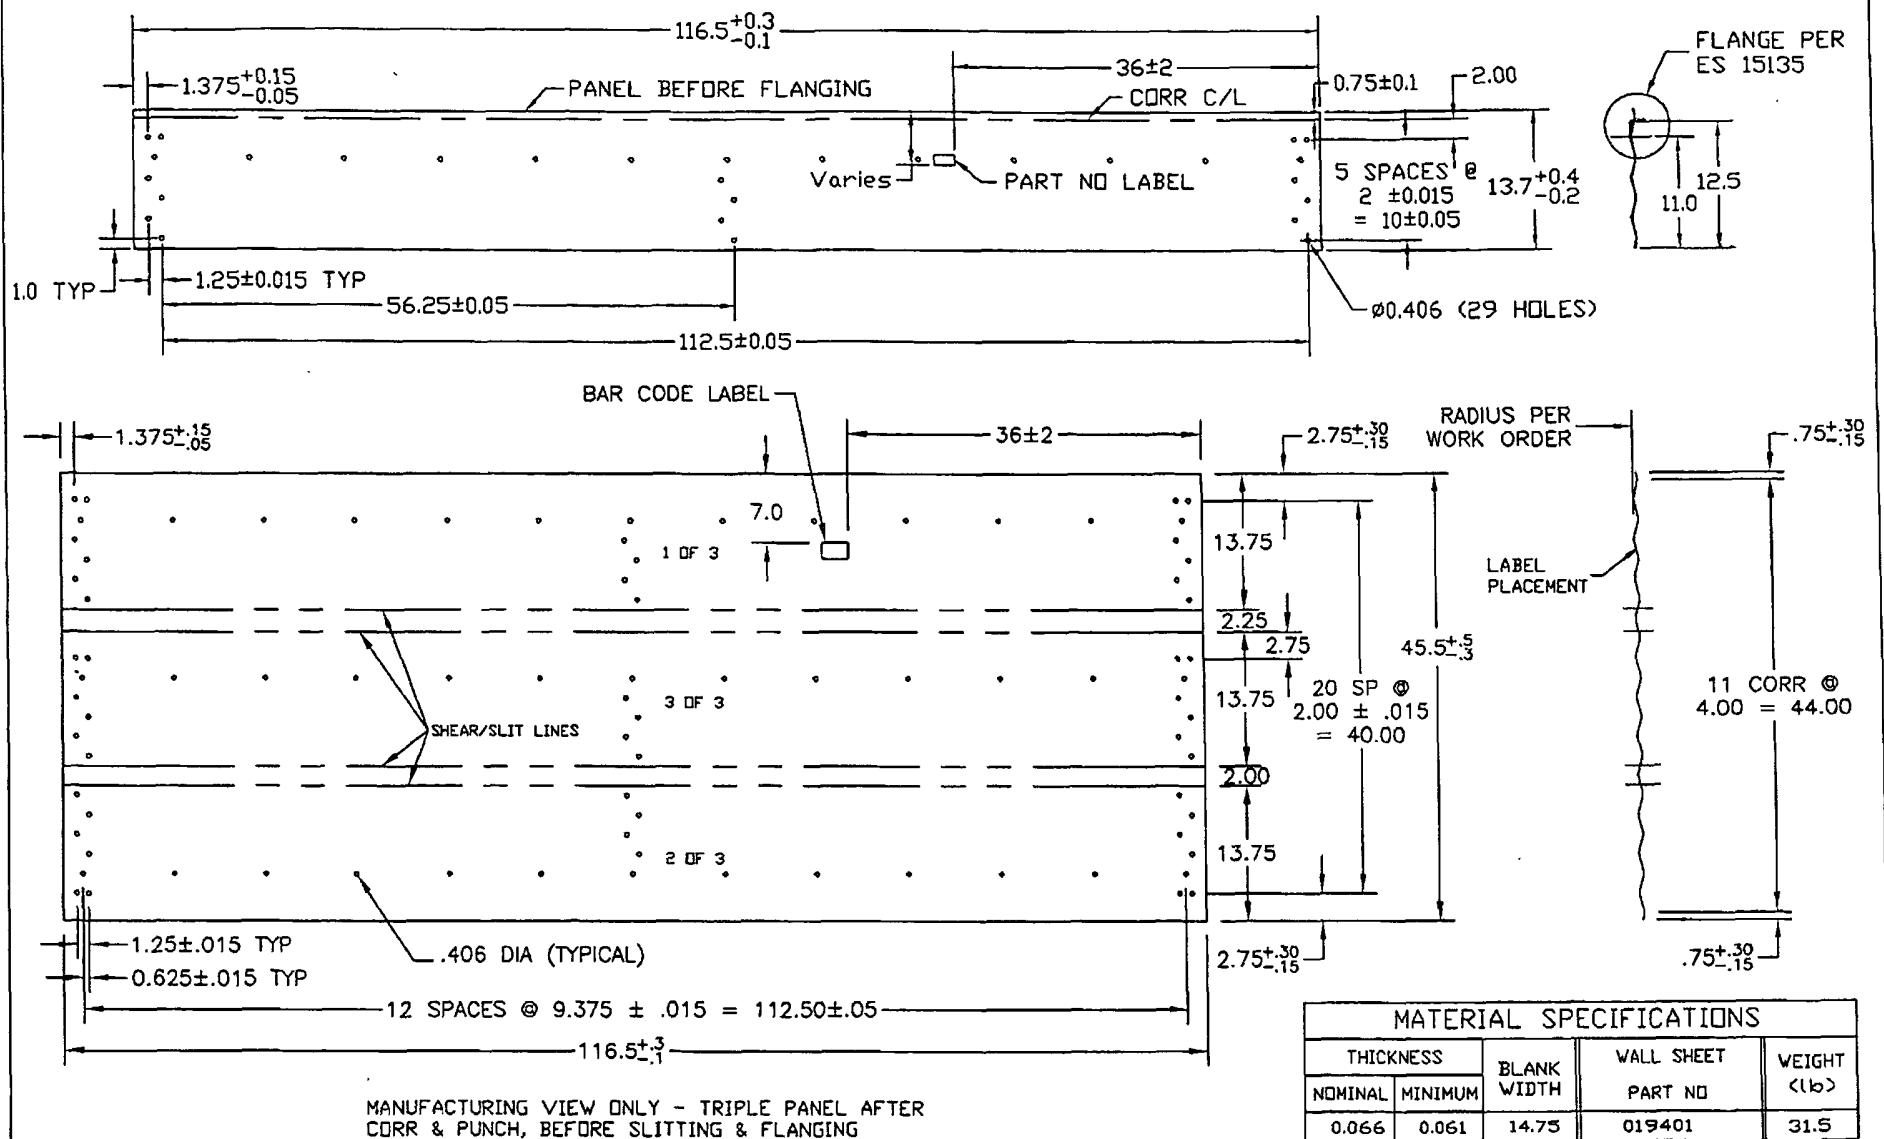 116.5 +0.3 -0.1
FLANGE PER
ES 15135
1.375 +0.15 -0.05
PANEL BEFORE FLANGING
36±2
CORR C/L
0.75±0.1
2.00
Varies
PART NO LABEL
5 SPACES @
2 ±0.015
= 10±0.05
13.7 +0.4 -0.2
11.0
12.5
1.0 TYP
1.25±0.015 TYP
56.25±0.05
ø0.406 (29 HOLES)
112.5±0.05
BAR CODE LABEL
1.375 +.15 -.05
36±2
2.75 +.30 -.15
RADIUS PER
WORK ORDER
.75 +.30 -.15
7.0
1 OF 3
13.75
LABEL
PLACEMENT
2.25
2.75
45.5 +.5 -.3
3 OF 3
13.75
20 SP @
2.00 ± .015
= 40.00
11 CORR @
4.00 = 44.00
SHEAR/SLIT LINES
2.00
2 OF 3
13.75
1.25±.015 TYP
.406 DIA (TYPICAL)
2.75 +.30 -.15
.75 +.30 -.15
0.625±.015 TYP
12 SPACES @ 9.375 ± .015 = 112.50±.05
116.5 +.3 -.1
MATERIAL SPECIFICATIONS
THICKNESS
BLANK
WIDTH
WALL SHEET
PART NO
WEIGHT
(lb)
NOMINAL
MINIMUM
0.066
0.061
14.75
019401
31.5
MANUFACTURING VIEW ONLY - TRIPLE PANEL AFTER
CORR & PUNCH, BEFORE SLITTING & FLANGING